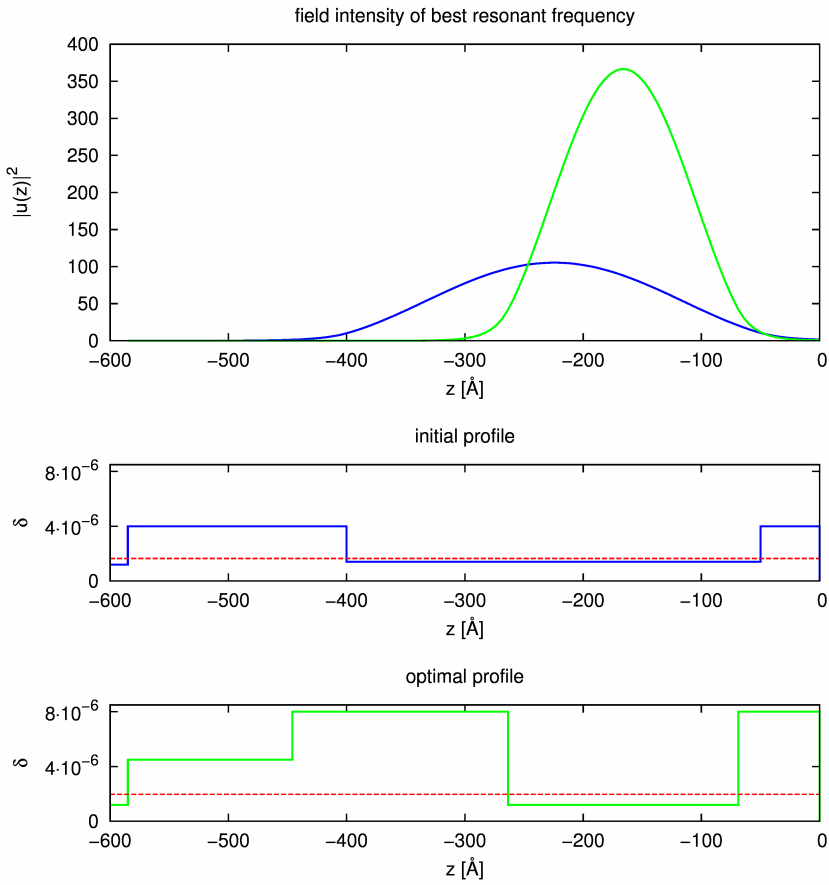 field intensity of best resonant frequency
400
350
300
250
200
150
100
50
0
|u(z)|²
−600 −500 −400 −300 −200 −100 0
z [Å]
initial profile
8·10⁻⁶
4·10⁻⁶
0
δ
−600 −500 −400 −300 −200 −100 0
z [Å]
optimal profile
8·10⁻⁶
4·10⁻⁶
0
δ
−600 −500 −400 −300 −200 −100 0
z [Å]